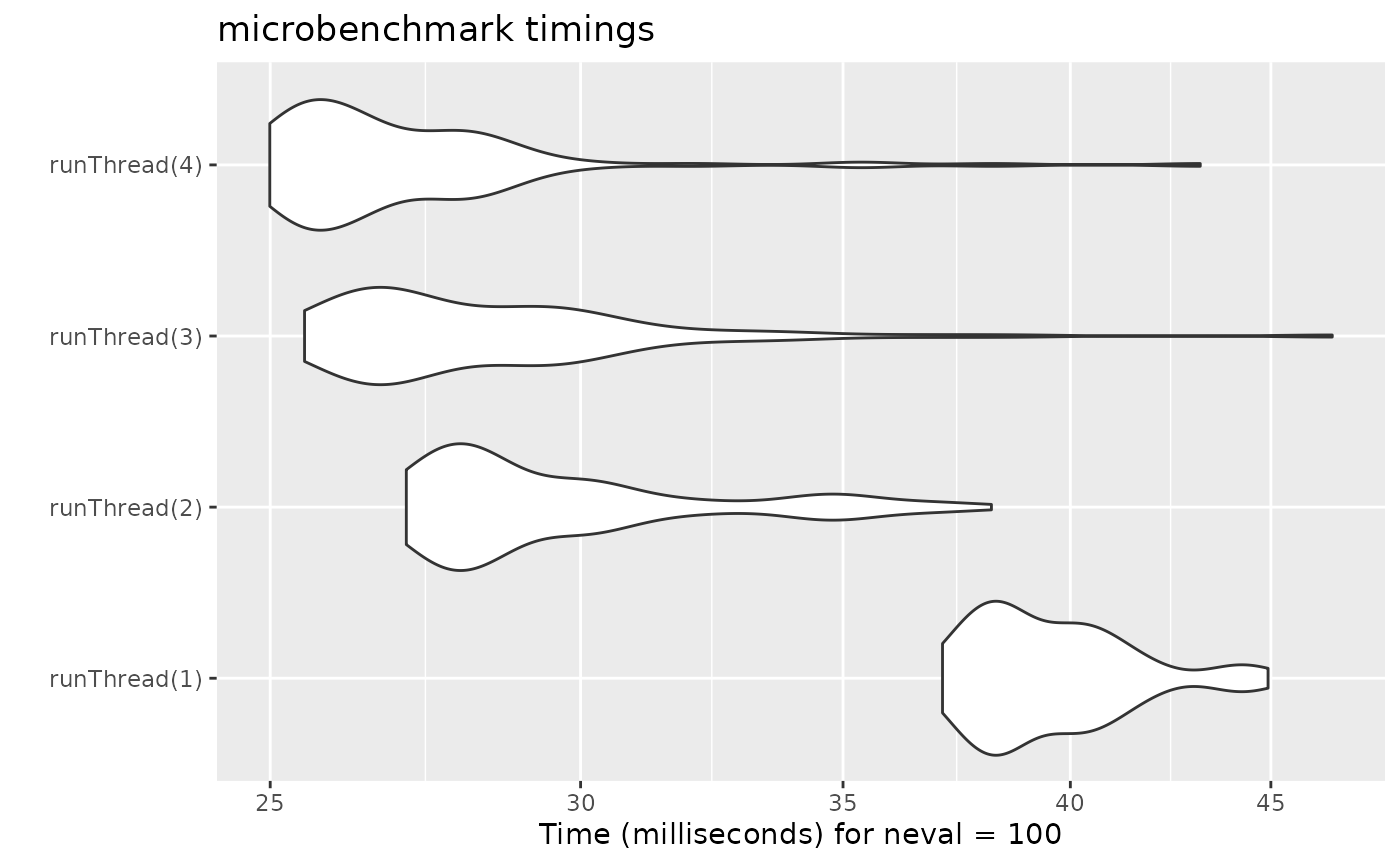 microbenchmark timings
runThread(4)
runThread(3)
runThread(2)
runThread(1)
25 30 35 40 45
Time (milliseconds) for neval = 100